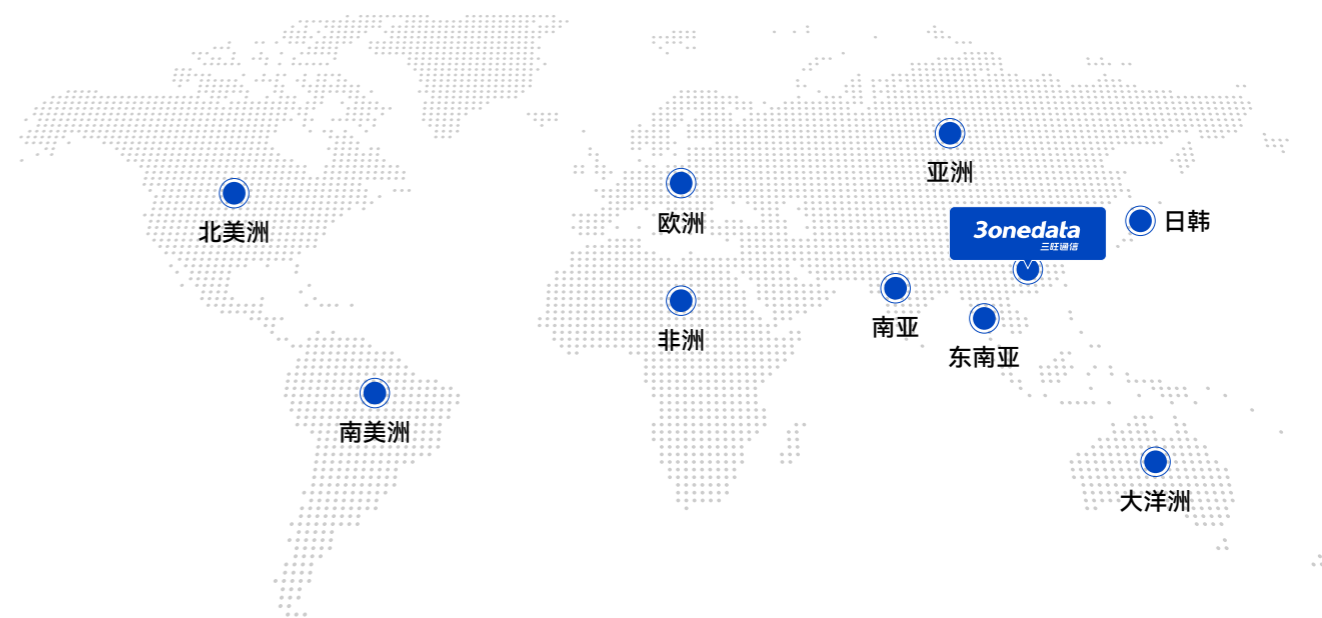 亚洲
北美洲
欧洲
3onedata
三旺通信
日韩
非洲
南亚
东南亚
南美洲
大洋洲